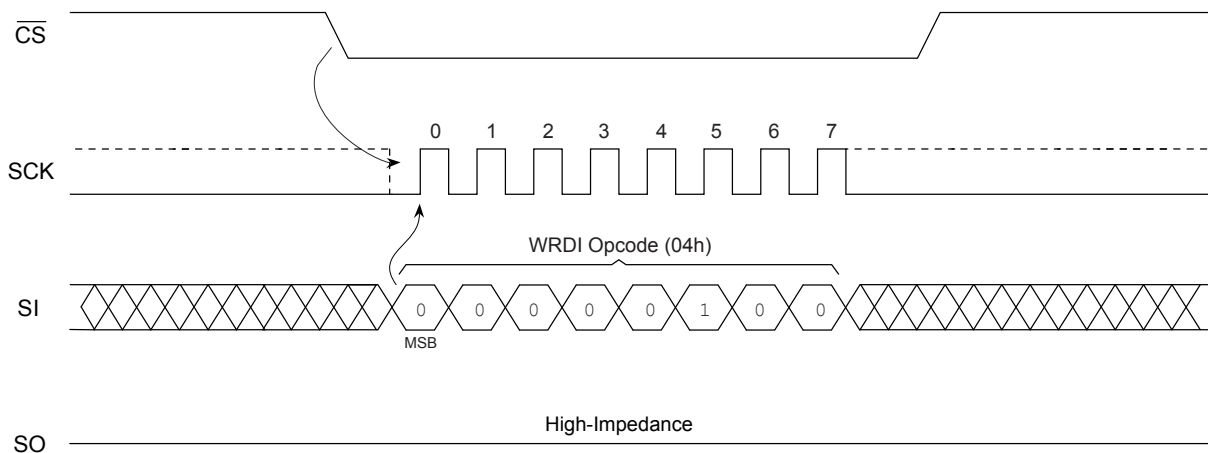 CS
0 1 2 3 4 5 6 7
SCK
WRDI Opcode (04h)
SI
0 0 0 0 0 1 0 0
MSB
High-Impedance
SO